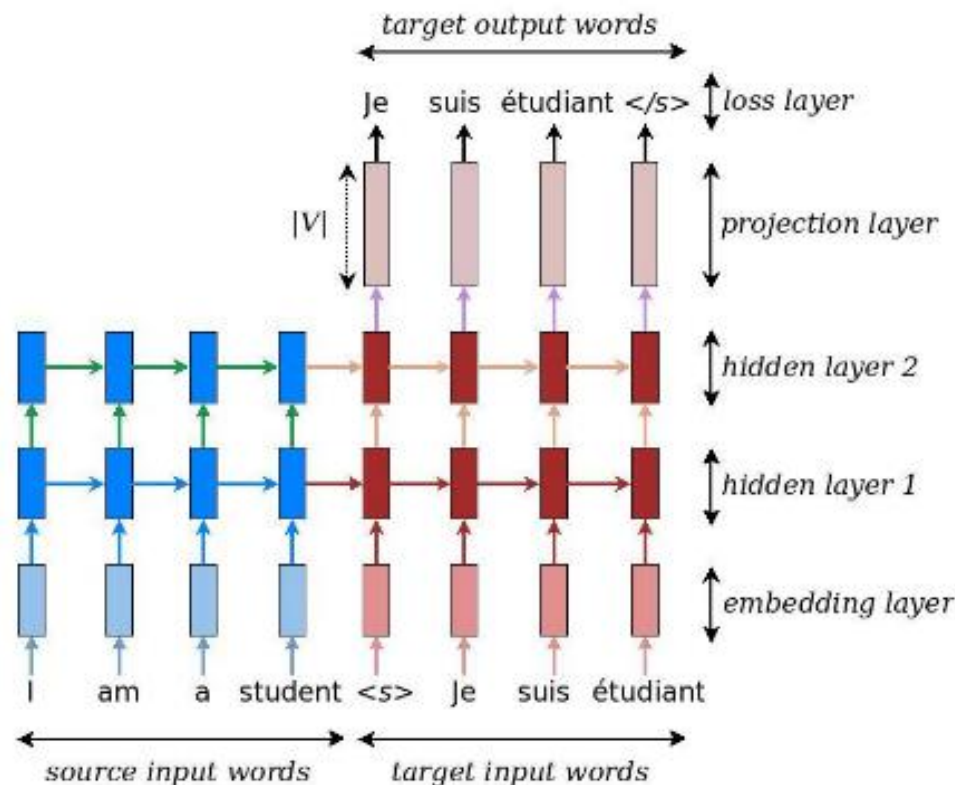 target output words
Je suis étudiant </s> loss layer
|V| projection layer
hidden layer 2
hidden layer 1
embedding layer
I am a student <s> Je suis étudiant
source input words target input words